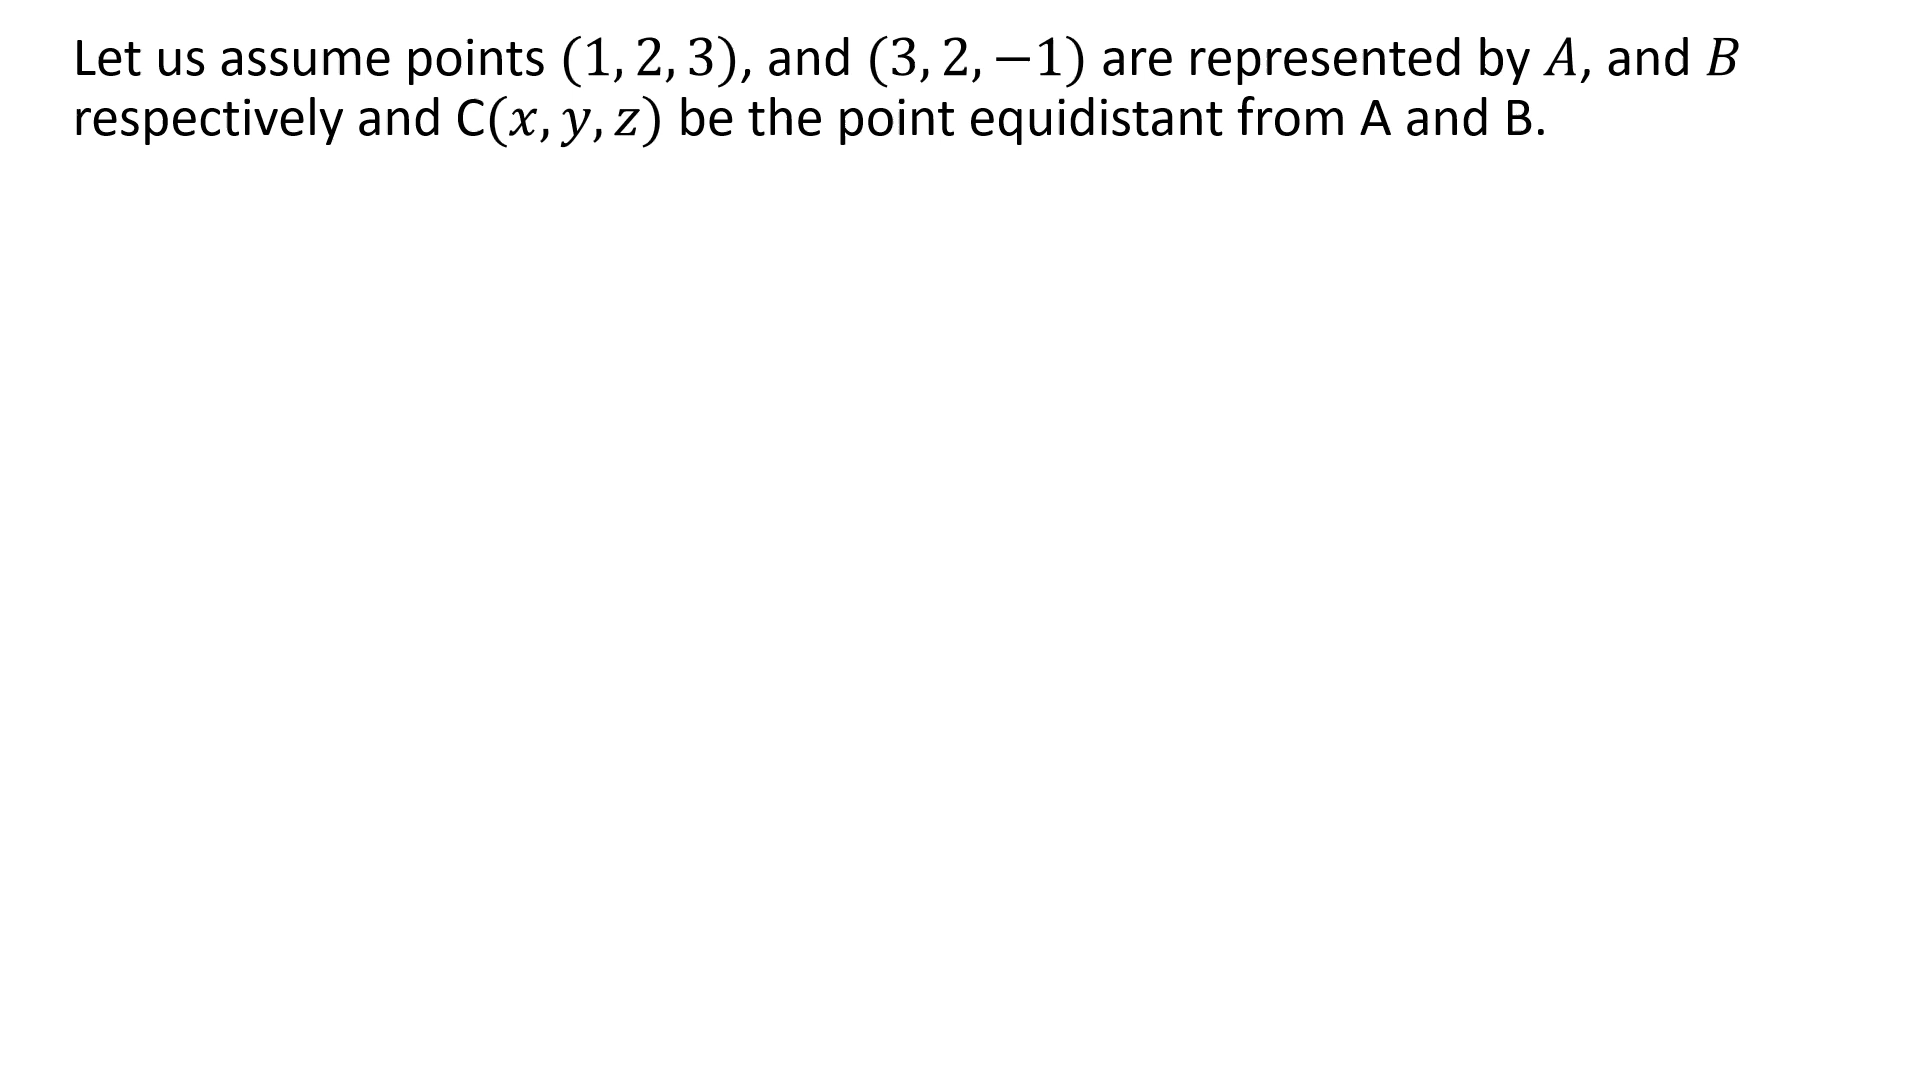 Let us assume points (1, 2, 3), and (3, 2, −1) are represented by A, and B
respectively and C(x, y, z) be the point equidistant from A and B.